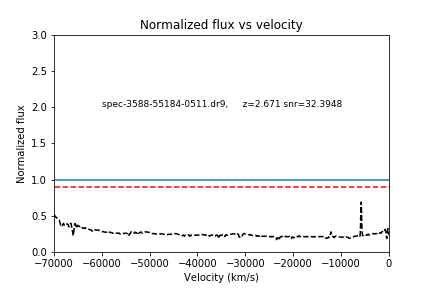 Normalized flux vs velocity
3.0
2.5
2.0
1.5
1.0
0.5
0.0
Normalized flux
spec-3588-55184-0511.dr9, z=2.671 snr=32.3948
−70000 −60000 −50000 −40000 −30000 −20000 −10000 0
Velocity (km/s)